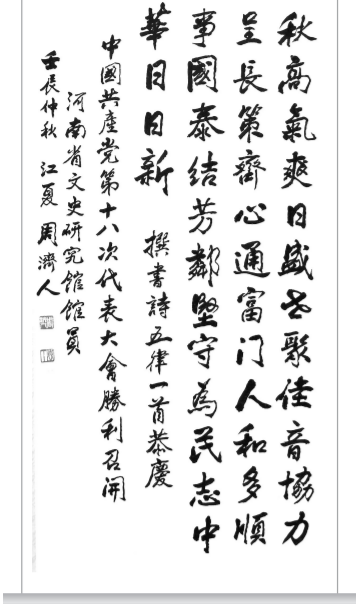 秋高氣爽日盛世聚佳音協力
呈長策齊心通富门人和多順
事國泰結芳鄰堅守為民志中
華日日新 撰書詩五律一首恭慶
中國共產党第十八次代表大會勝利召開
河南省文史研究館館員
壬辰仲秋 江夏周濟人